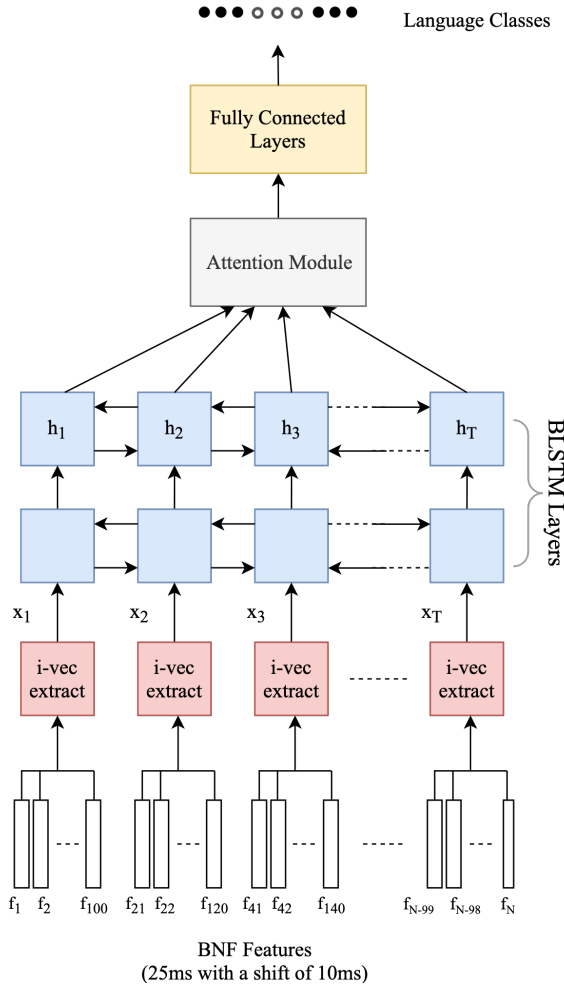 Language Classes
Fully Connected
Layers
Attention Module
h1 h2 h3 hT
BLSTM Layers
x1 x2 x3 xT
i-vec
extract
i-vec
extract
i-vec
extract
i-vec
extract
f1 f2 f100 f21 f22 f120 f41 f42 f140 fN-99 fN-98 fN
BNF Features
(25ms with a shift of 10ms)